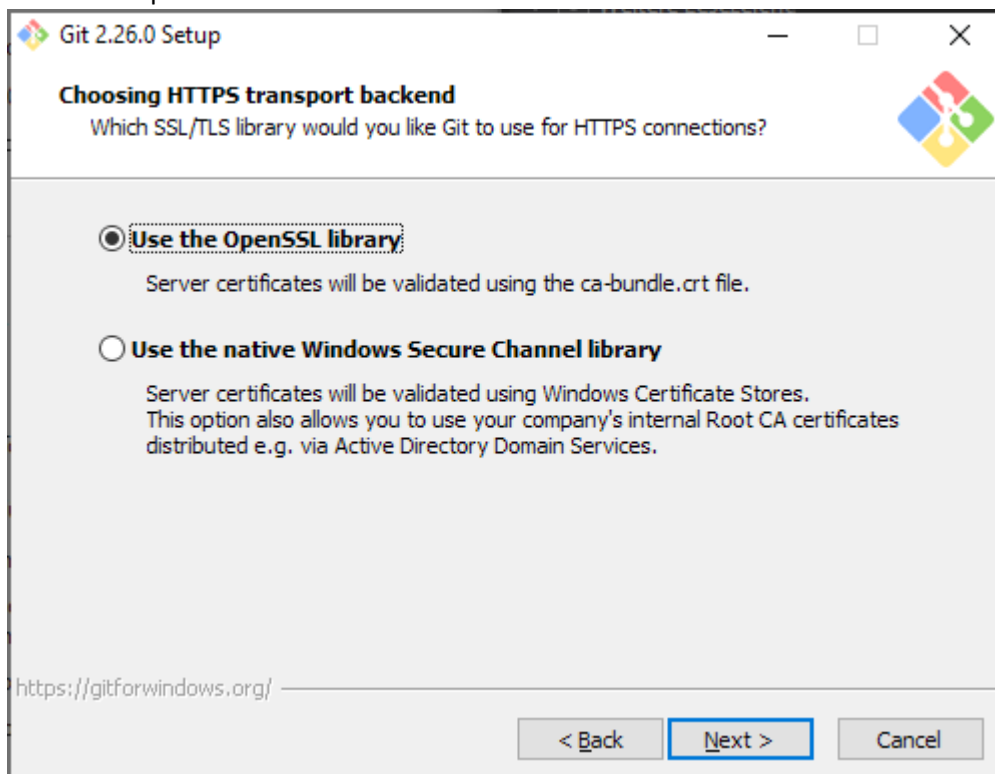 Git 2.26.0 Setup
Choosing HTTPS transport backend
Which SSL/TLS library would you like Git to use for HTTPS connections?
Use the OpenSSL library
Server certificates will be validated using the ca-bundle.crt file.
Use the native Windows Secure Channel library
Server certificates will be validated using Windows Certificate Stores.
This option also allows you to use your company's internal Root CA certificates
distributed e.g. via Active Directory Domain Services.
https://gitforwindows.org/
< Back Next > Cancel